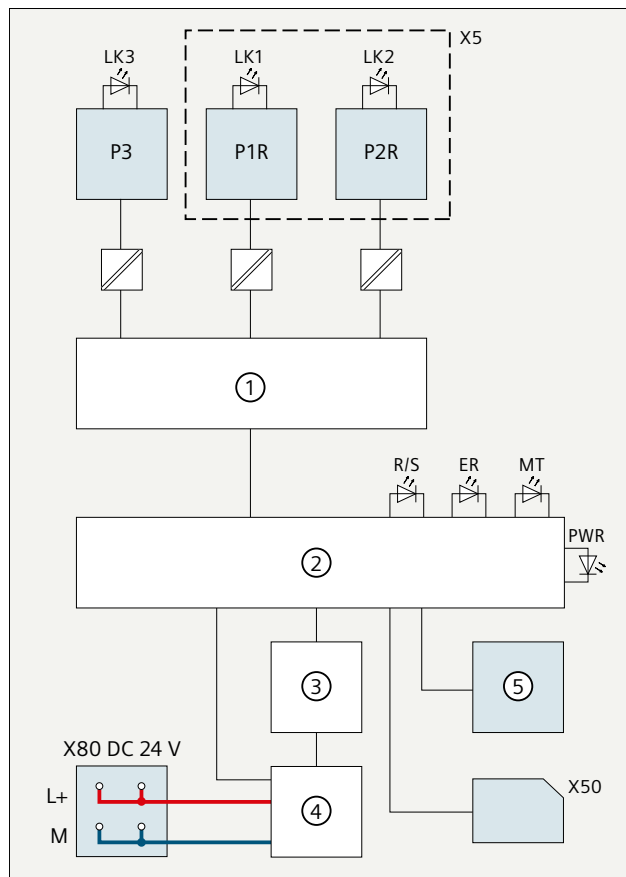 X5
LK3 LK1 LK2
P3 P1R P2R
①
R/S ER MT
PWR
②
③ ⑤
X80 DC 24 V
L+
④
X50
M